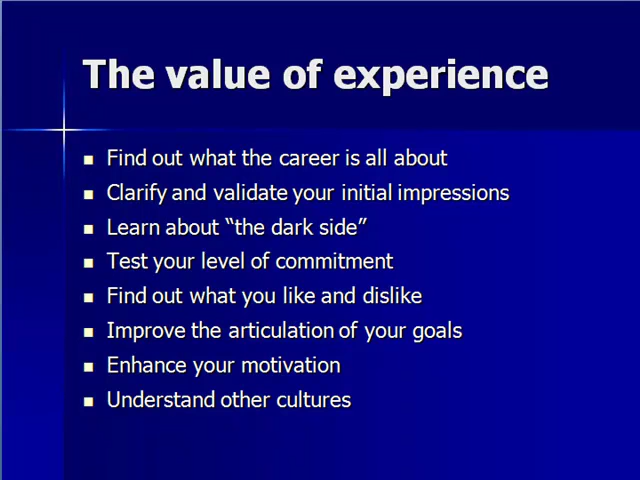 The value of experience
Find out what the career is all about
Clarify and validate your initial impressions
Learn about “the dark side”
Test your level of commitment
Find out what you like and dislike
Improve the articulation of your goals
Enhance your motivation
Understand other cultures